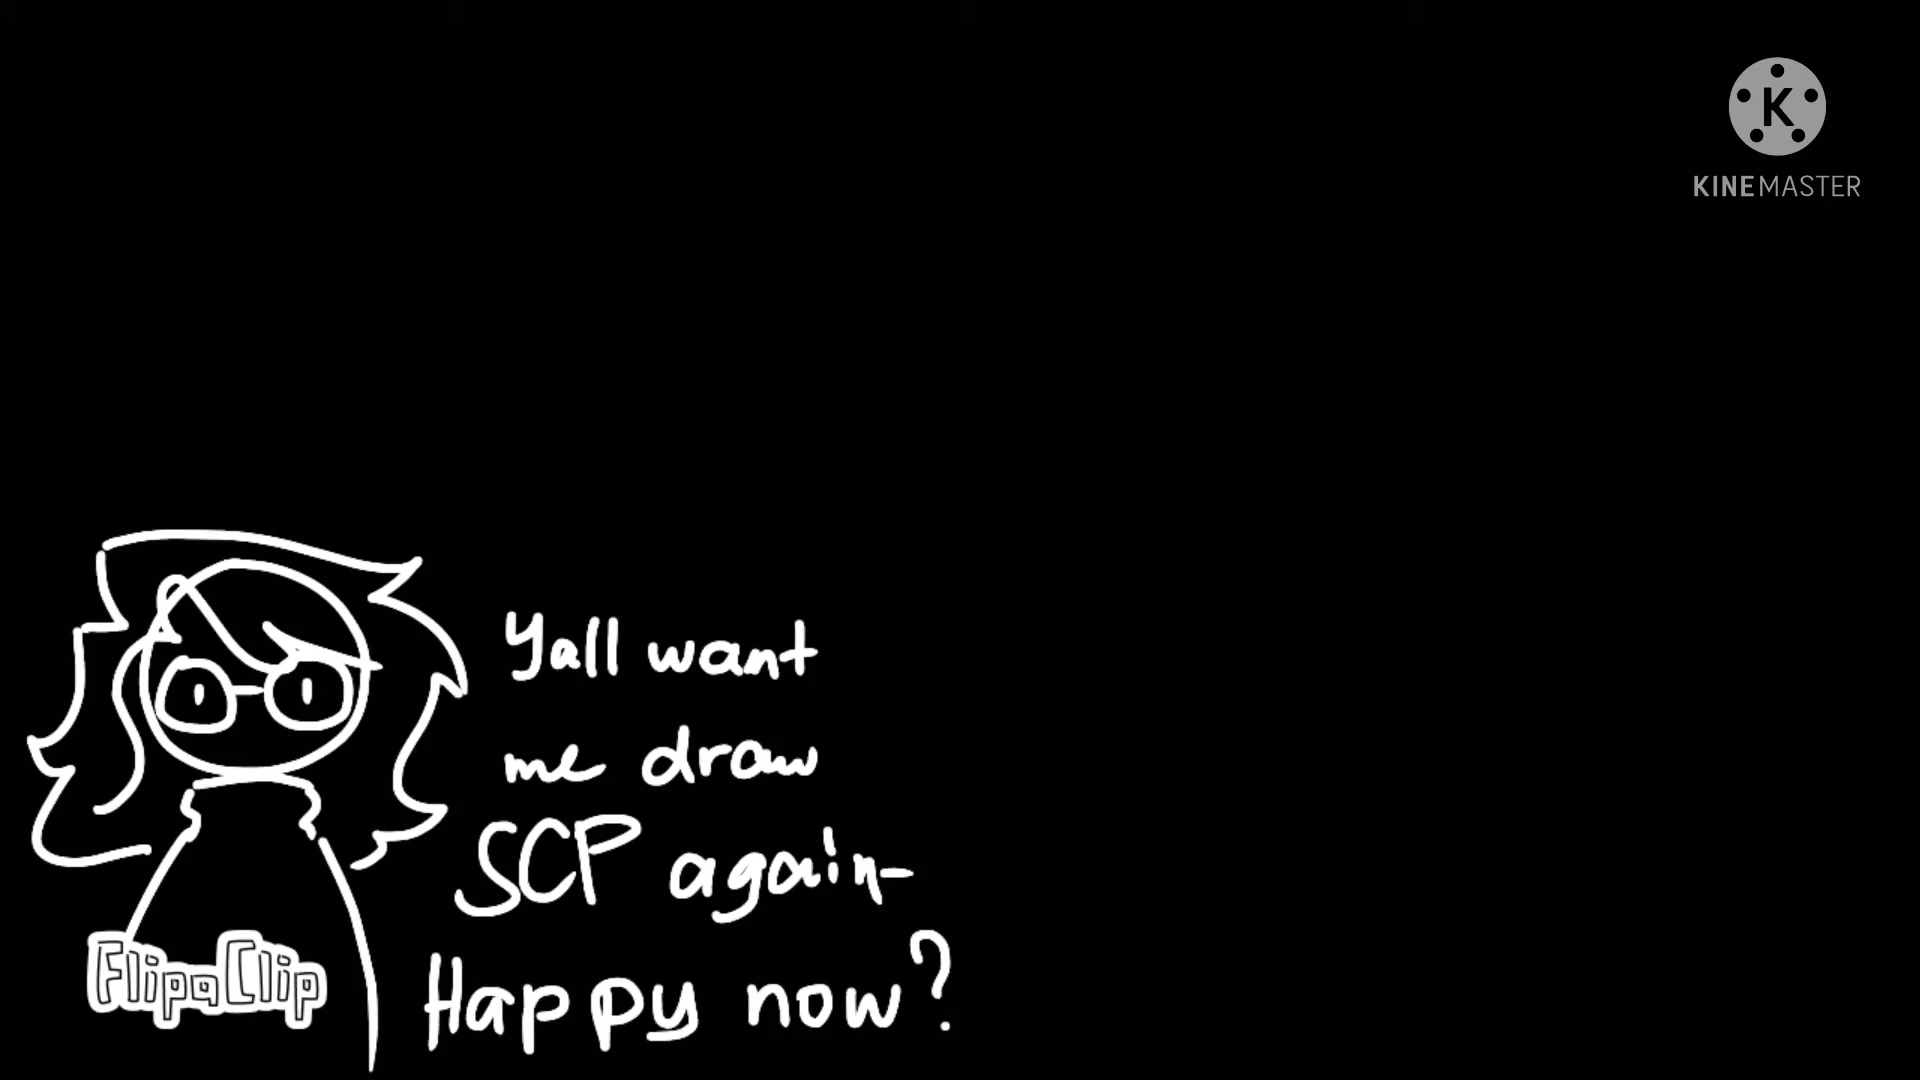 K
KINEMASTER
Yall want
me draw
SCP again-
Happy now?
FlipaClip